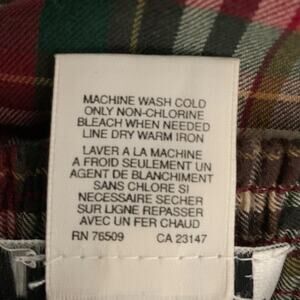 MACHINE WASH COLD
ONLY NON-CHLORINE
BLEACH WHEN NEEDED
LINE DRY WARM IRON
LAVER A LA MACHINE
A FROID SEULEMENT UN
AGENT DE BLANCHIMENT
SANS CHLORE SI
NECESSAIRE SECHER
SUR LIGNE REPASSER
AVEC UN FER CHAUD
RN 76509 CA 23147